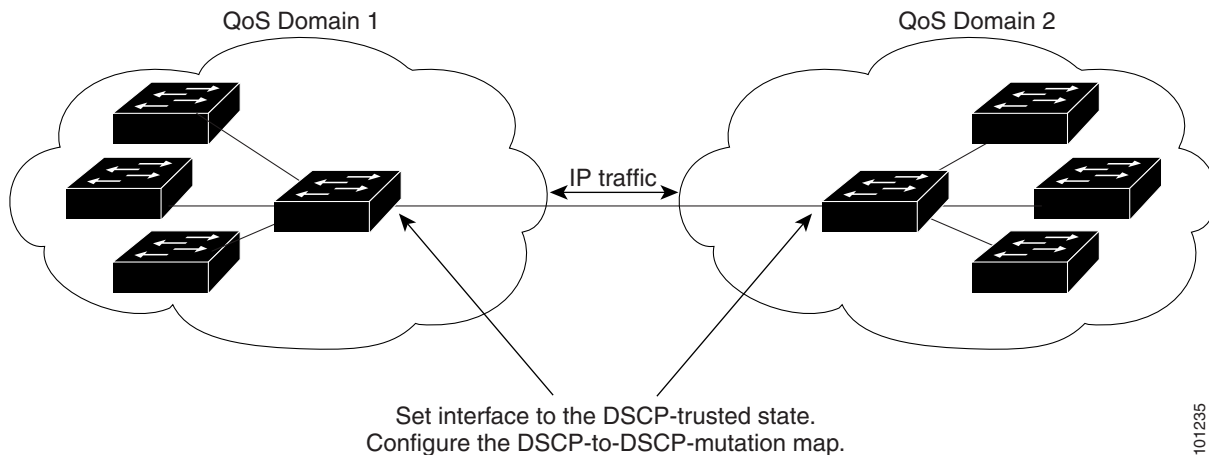 QoS Domain 1
QoS Domain 2
IP traffic
Set interface to the DSCP-trusted state.
Configure the DSCP-to-DSCP-mutation map.
101235